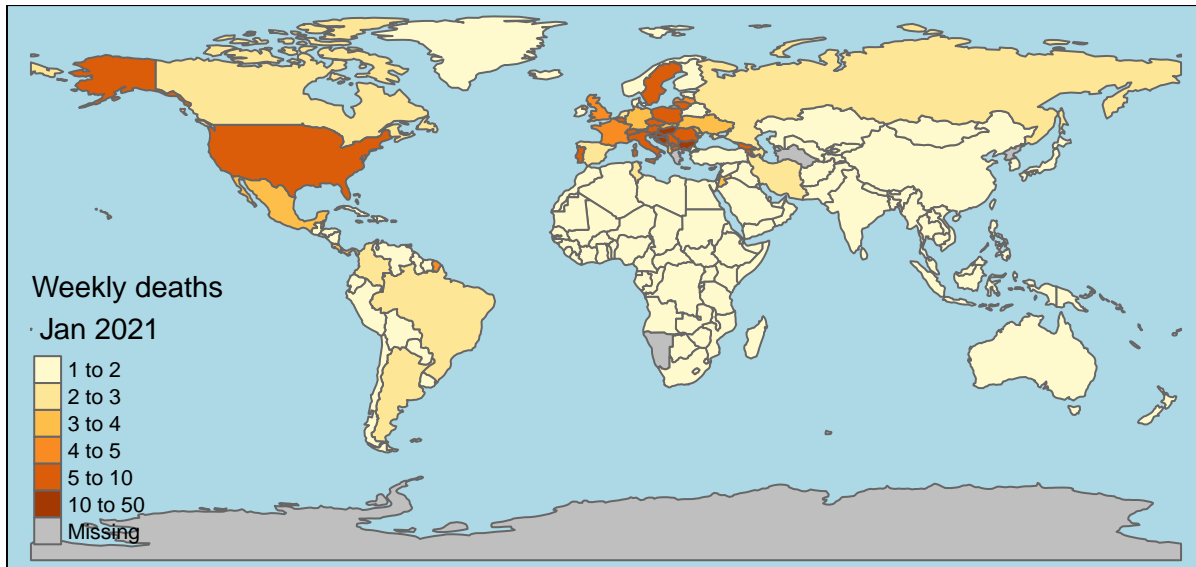 Weekly deaths
Jan 2021
1 to 2
2 to 3
3 to 4
4 to 5
5 to 10
10 to 50
Missing